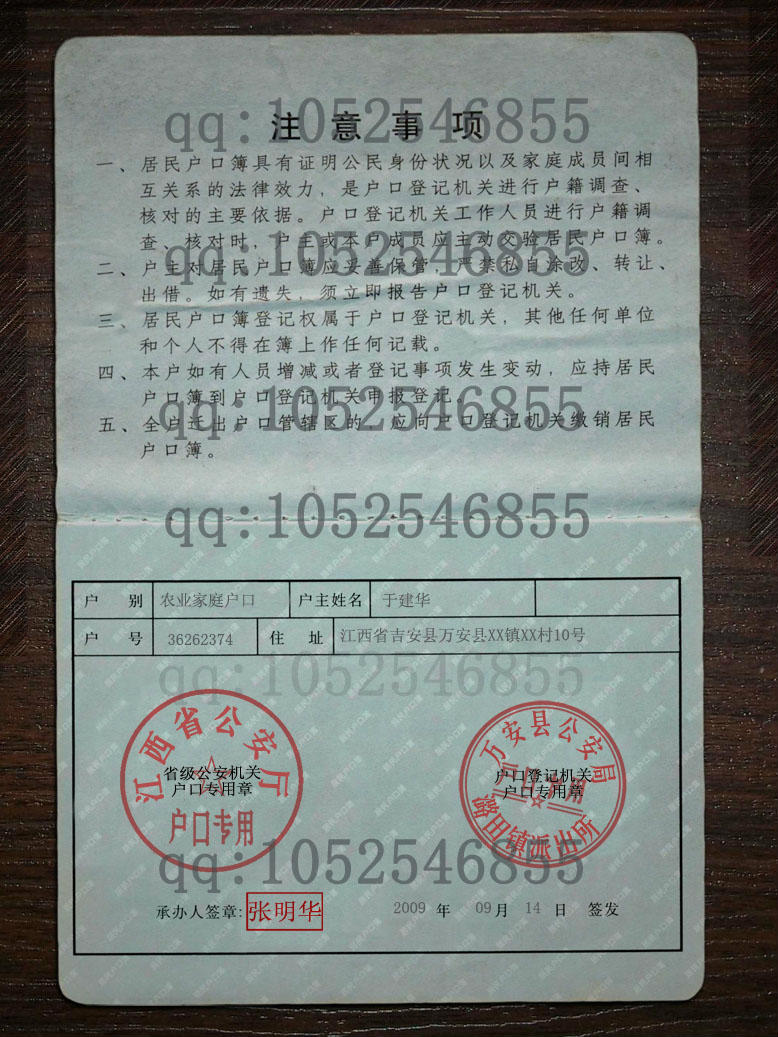 qq:1052546855
注意事项
一、居民户口簿具有证明公民身份状况以及家庭成员间相
互关系的法律效力，是户口登记机关进行户籍调查、
核对的主要依据。户口登记机关工作人员进行户籍调
查、核对时，户主或本户成员应主动交验居民户口簿。
qq:1052546855
二、户主对居民户口簿应妥善保管，严禁私自涂改、转让、
出借。如有遗失，须立即报告户口登记机关。
三、居民户口簿登记权属于户口登记机关，其他任何单位
和个人不得在簿上作任何记载。
四、本户如有人员增减或者登记事项发生变动，应持居民
户口簿到户口登记机关申报登记。
qq:1052546855
五、全户迁出户口管辖区的，应向户口登记机关缴销居民
户口簿。
qq:1052546855
户 别 农业家庭户口 户主姓名 于建华
户 号 36262374 住 址 江西省吉安县万安县XX镇XX村10号
qq:1052546855
江西省公安厅
省级公安机关
户口专用章
户口专用
万安县公安局
户口登记机关
户口专用章
户口专用
窑田镇派出所
qq:1052546855
承办人签章: 张明华 2009 年 09 月 14 日 签发